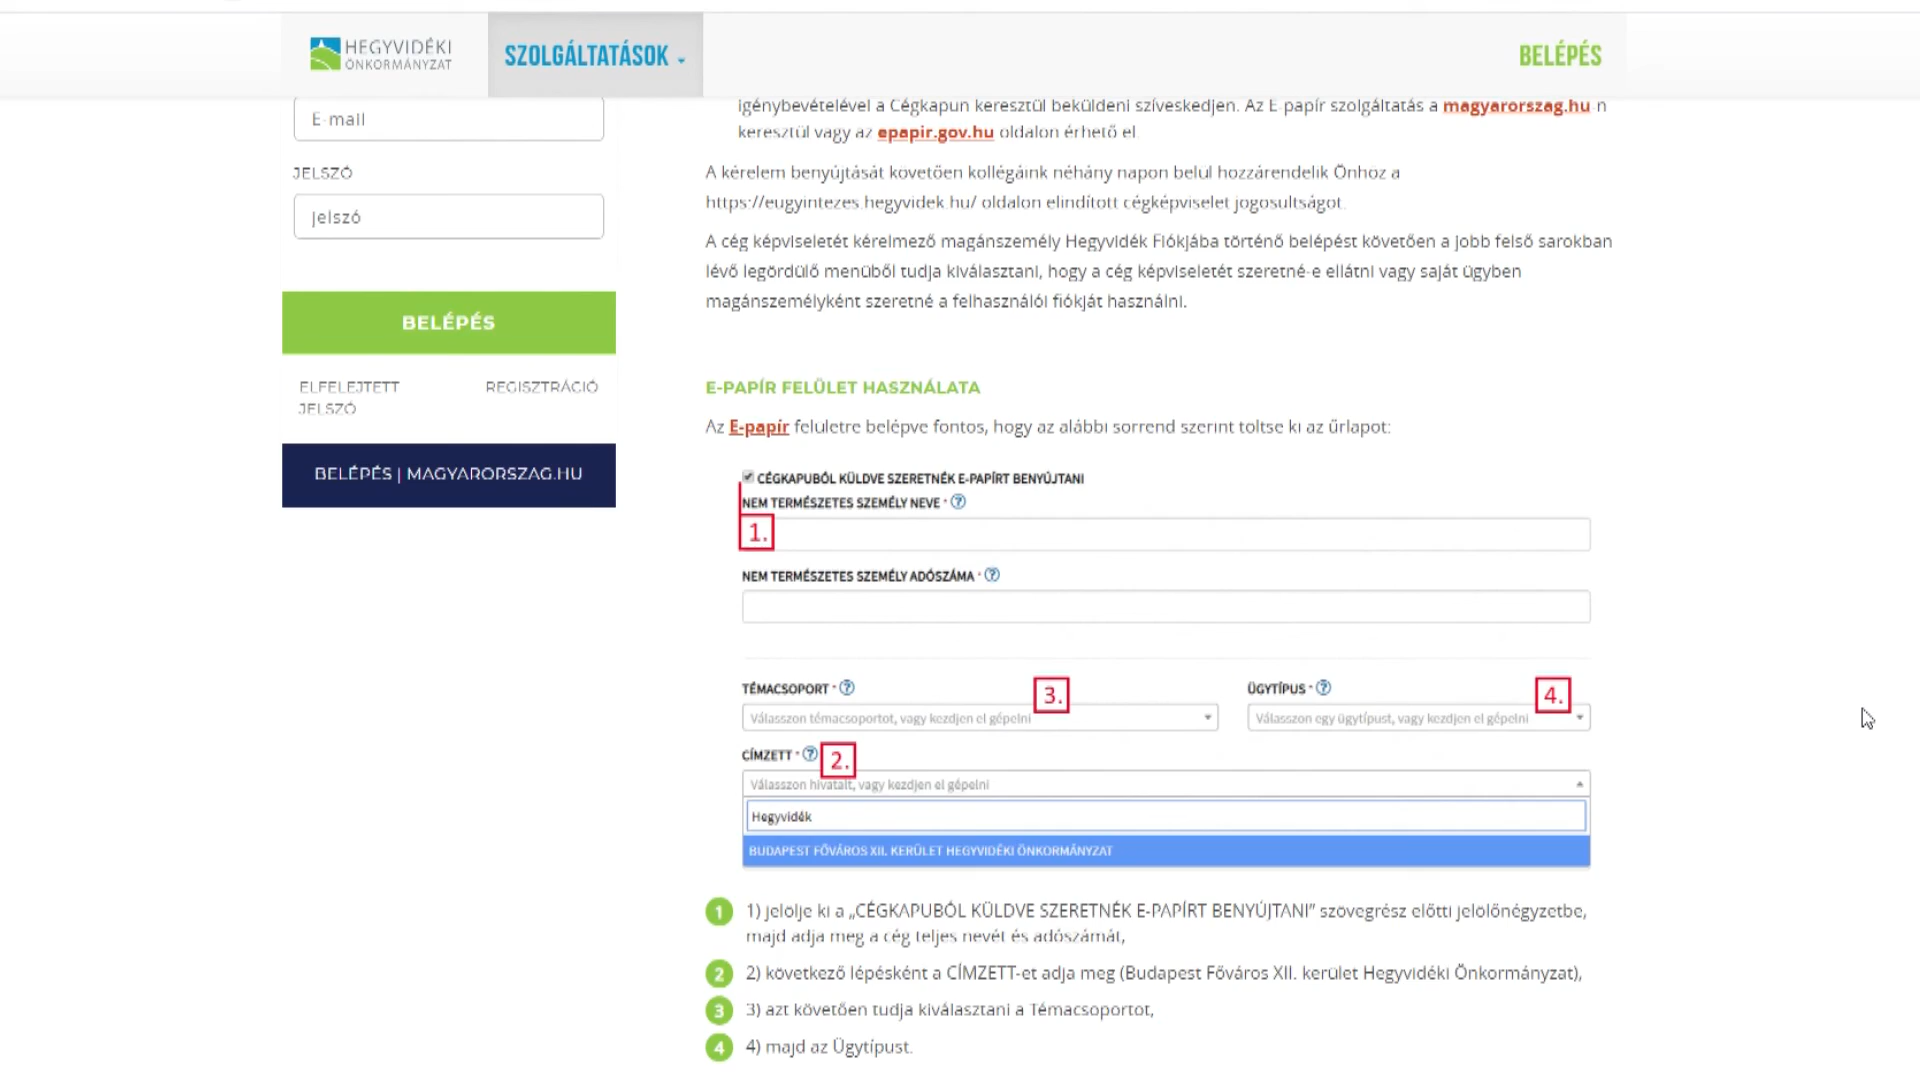 HEGYVIDÉKI
ÖNKORMÁNYZAT
SZOLGÁLTATÁSOK
BELÉPÉS
E-mail
JELSZÓ
Jelszó
BELÉPÉS
ELFELEJTETT
JELSZÓ
REGISZTRÁCIÓ
BELÉPÉS | MAGYARORSZAG.HU
igénybevételével a Cégkapun keresztül beküldeni szíveskedjen. Az E-papír szolgáltatás a magyarorszag.hu-n
keresztül vagy az epapir.gov.hu oldalon érhető el.
A kérelem benyújtását követően kollégáink néhány napon belül hozzárendelik Önhöz a
https://eugyintezes.hegyvidek.hu/ oldalon elindított cégképviselet jogosultságot.
A cég képviseletét kérelmező magánszemély Hegyvidék Fiókjába történő belépést követően a jobb felső sarokban
lévő legördülő menüből tudja kiválasztani, hogy a cég képviseletét szeretné-e ellátni vagy saját ügyben
magánszemélyként szeretné a felhasználói fiókját használni.
E-PAPÍR FELÜLET HASZNÁLATA
Az E-papír felületre belépve fontos, hogy az alábbi sorrend szerint töltse ki az űrlapot:
CÉGKAPUBÓL KÜLDVE SZERETNÉK E-PAPÍRT BENYÚJTANI
NEM TERMÉSZETES SZEMÉLY NEVE * ?
1.
NEM TERMÉSZETES SZEMÉLY ADÓSZÁMA * ?
TÉMACSOPORT * ? 3.
Válasszon témacsoportot, vagy kezdjen el gépelni
ÜGYTÍPUS * ? 4.
Válasszon egy ügytípust, vagy kezdjen el gépelni
CÍMZETT * ? 2.
Válasszon hivatalt, vagy kezdjen el gépelni
Hegyvidék
BUDAPEST FŐVÁROS XII. KERÜLET HEGYVIDÉKI ÖNKORMÁNYZAT
1 1) jelölje ki a „CÉGKAPUBÓL KÜLDVE SZERETNÉK E-PAPÍRT BENYÚJTANI” szövegrész előtti jelölőnégyzetbe,
majd adja meg a cég teljes nevét és adószámát,
2 2) következő lépésként a CÍMZETT-et adja meg (Budapest Főváros XII. kerület Hegyvidéki Önkormányzat),
3 3) azt követően tudja kiválasztani a Témacsoportot,
4 4) majd az Ügytípust.